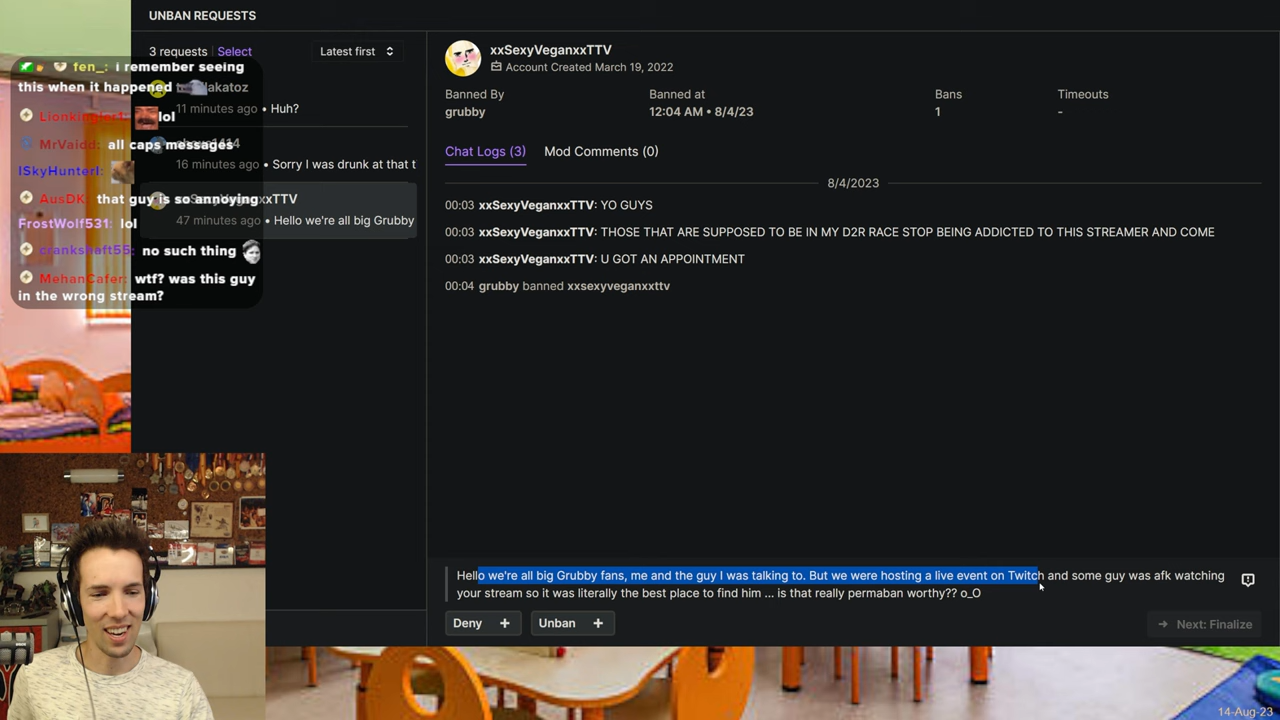 UNBAN REQUESTS
3 requests Select
Latest first
fen_: i remember seeing
this when it happened
akatoz
11 minutes ago • Huh?
Lionkingler1: lol
MrVaidd: all caps messages
16 minutes ago • Sorry I was drunk at that t
ISkyHunterI:
AusDK: that guy is so annoying
xxTTV
47 minutes ago • Hello we're all big Grubby
FrostWolf531: lol
crankshaft55: no such thing
MehanCafer: wtf? was this guy
in the wrong stream?
xxSexyVeganxxTTV
Account Created March 19, 2022
Banned By
grubby
Banned at
12:04 AM • 8/4/23
Bans
1
Timeouts
-
Chat Logs (3) Mod Comments (0)
8/4/2023
00:03 xxSexyVeganxxTTV: YO GUYS
00:03 xxSexyVeganxxTTV: THOSE THAT ARE SUPPOSED TO BE IN MY D2R RACE STOP BEING ADDICTED TO THIS STREAMER AND COME
00:03 xxSexyVeganxxTTV: U GOT AN APPOINTMENT
00:04 grubby banned xxsexyveganxxttv
Hello we're all big Grubby fans, me and the guy I was talking to. But we were hosting a live event on Twitch and some guy was afk watching
your stream so it was literally the best place to find him ... is that really permaban worthy?? o_O
Deny +
Unban +
Next: Finalize
14-Aug-23